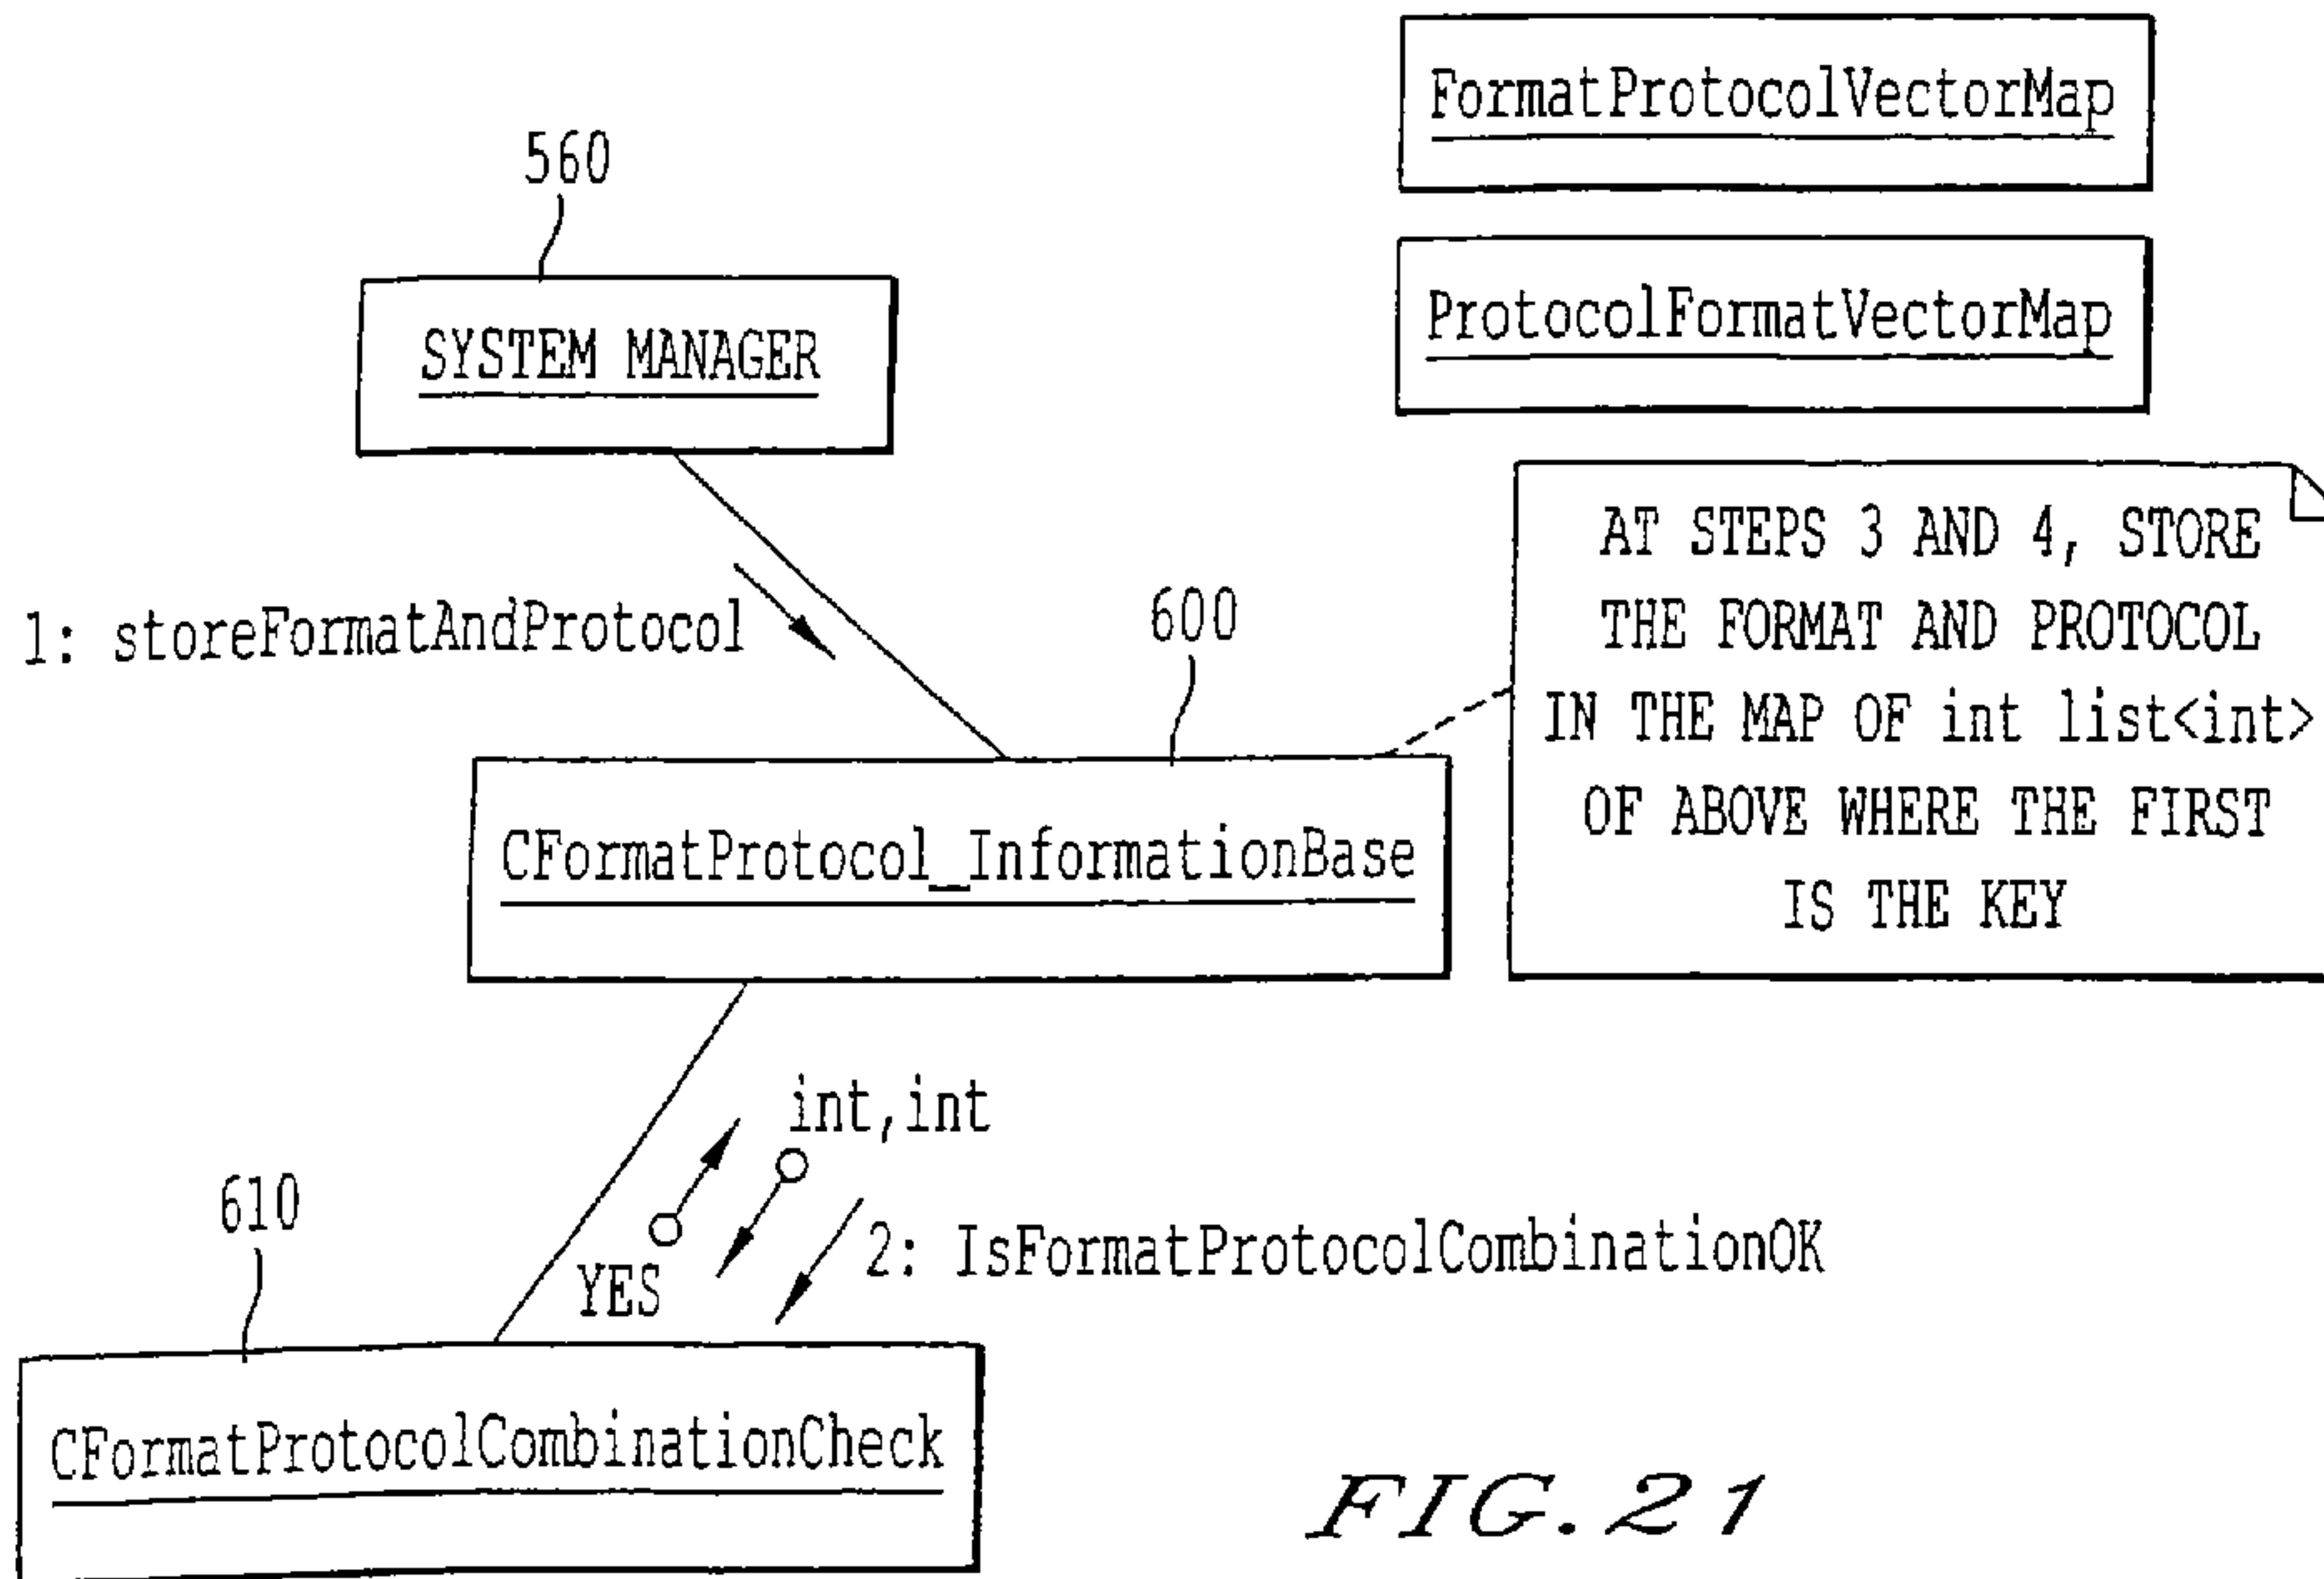 FormatProtocolVectorMap
560
ProtocolFormatVectorMap
SYSTEM MANAGER
AT STEPS 3 AND 4, STORE
THE FORMAT AND PROTOCOL
IN THE MAP OF int list<int>
OF ABOVE WHERE THE FIRST
IS THE KEY
1: storeFormatAndProtocol
600
CFormatProtocol_InformationBase
int,int
610
YES
2: IsFormatProtocolCombinationOK
CFormatProtocolCombinationCheck
FIG. 21